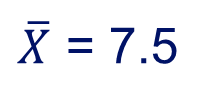 X̅ = 7.5